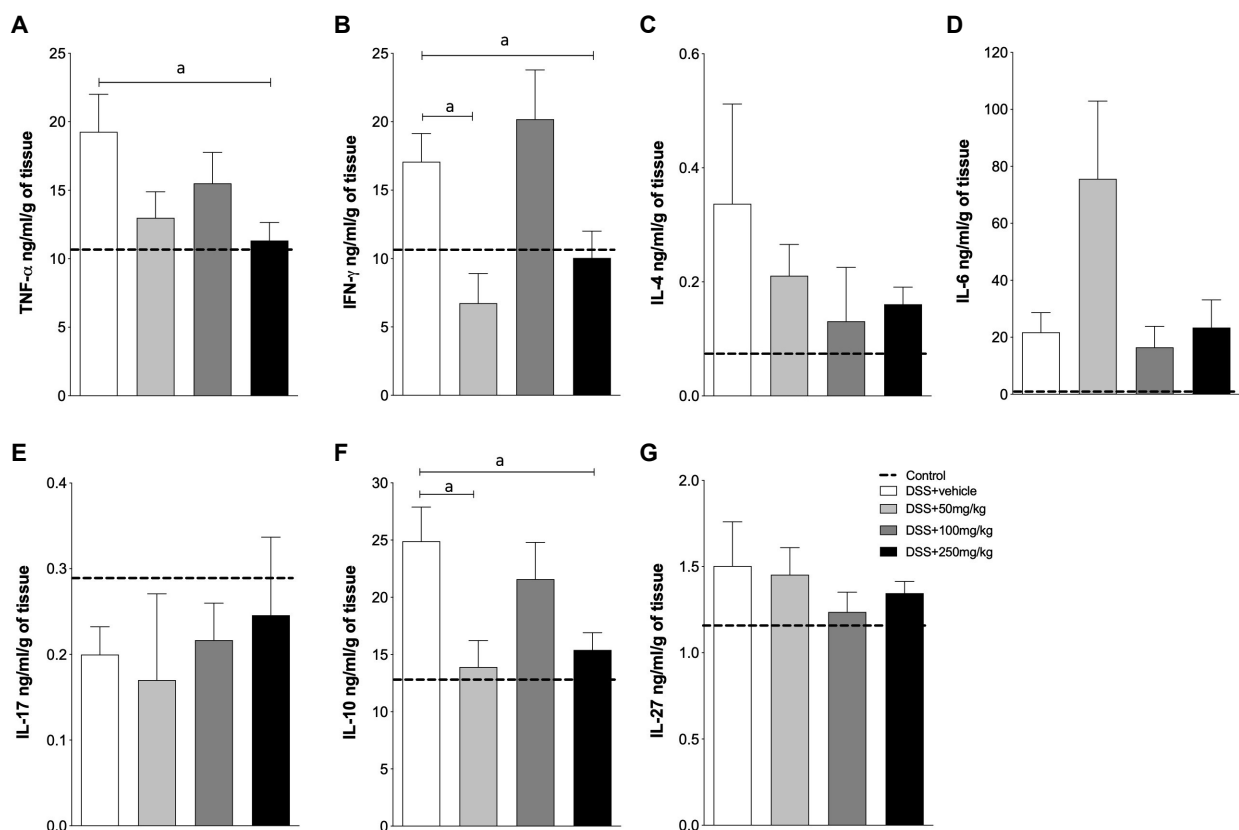 A
TNF-α ng/ml/g of tissue
25
20
15
10
5
0
a
B
IFN-γ ng/ml/g of tissue
25
20
15
10
5
0
a
a
C
IL-4 ng/ml/g of tissue
0.6
0.4
0.2
0.0
D
IL-6 ng/ml/g of tissue
120
100
80
60
40
20
0
E
IL-17 ng/ml/g of tissue
0.4
0.3
0.2
0.1
0.0
F
IL-10 ng/ml/g of tissue
30
25
20
15
10
5
0
a
a
G
IL-27 ng/ml/g of tissue
2.0
1.5
1.0
0.5
0.0
Control
DSS+vehicle
DSS+50mg/kg
DSS+100mg/kg
DSS+250mg/kg